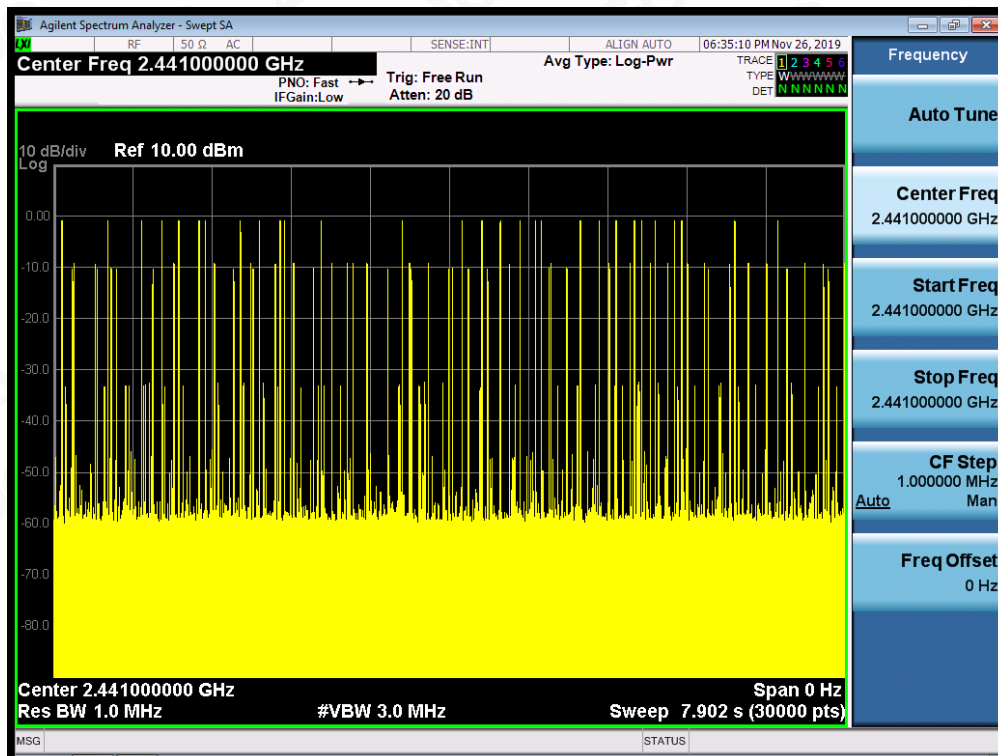 Agilent Spectrum Analyzer - Swept SA
LXI RF 50 Ω AC SENSE:INT ALIGN AUTO 06:35:10 PM Nov 26, 2019
Center Freq 2.441000000 GHz
PNO: Fast
IFGain:Low
Trig: Free Run
Atten: 20 dB
Avg Type: Log-Pwr
TRACE 1 2 3 4 5 6
TYPE WWWWWW
DET N N N N N N
10 dB/div Ref 10.00 dBm
Log
0.00
-10.0
-20.0
-30.0
-40.0
-50.0
-60.0
-70.0
-80.0
Center 2.441000000 GHz Span 0 Hz
Res BW 1.0 MHz #VBW 3.0 MHz Sweep 7.902 s (30000 pts)
MSG STATUS
Frequency
Auto Tune
Center Freq
2.441000000 GHz
Start Freq
2.441000000 GHz
Stop Freq
2.441000000 GHz
CF Step
1.000000 MHz
Auto Man
Freq Offset
0 Hz